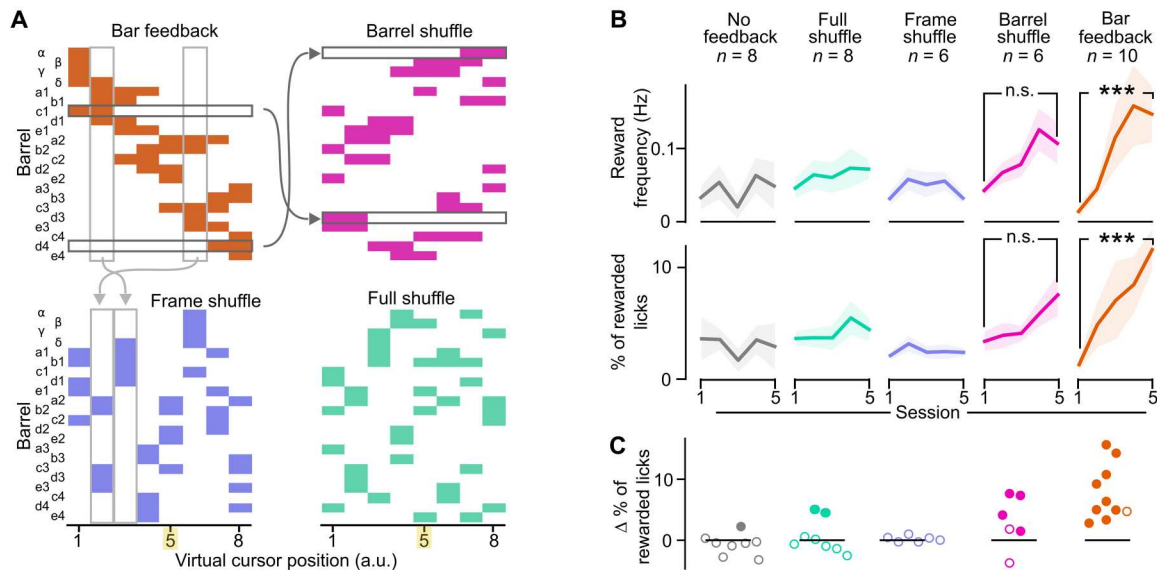 A
Bar feedback
Barrel shuffle
Barrel
α
β
γ
δ
a1
b1
c1
d1
e1
a2
b2
c2
d2
e2
a3
b3
c3
d3
e3
c4
d4
e4
Frame shuffle
Full shuffle
Barrel
α
β
γ
δ
a1
b1
c1
d1
e1
a2
b2
c2
d2
e2
a3
b3
c3
d3
e3
c4
d4
e4
1 5 8
1 5 8
Virtual cursor position (a.u.)
B
No
feedback
n = 8
Full
shuffle
n = 8
Frame
shuffle
n = 6
Barrel
shuffle
n = 6
Bar
feedback
n = 10
Reward
frequency (Hz)
0.1
0
n.s.
***
% of rewarded
licks
10
0
n.s.
***
1 5 1 5 1 5 1 5 1 5
Session
C
Δ % of
rewarded licks
10
0